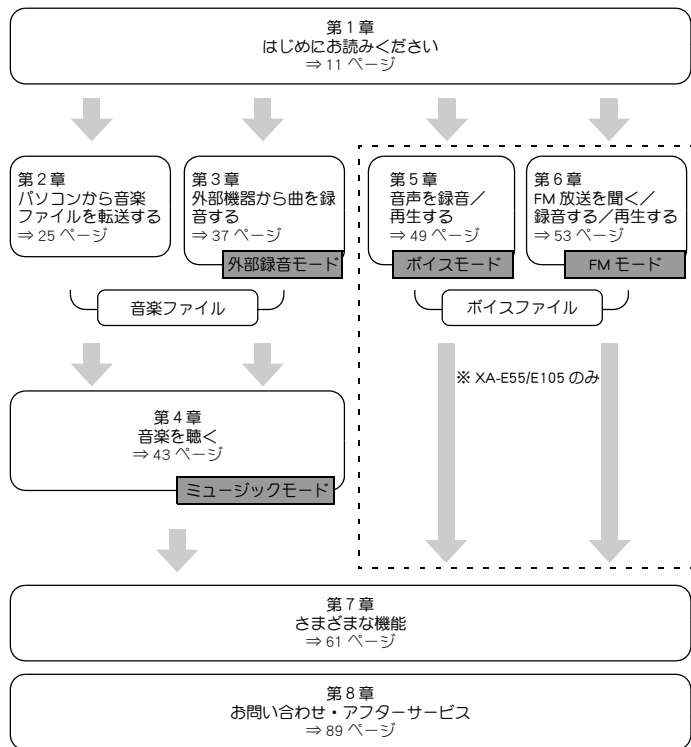 第1章
はじめにお読みください
⇒ 11 ページ
第2章
パソコンから音楽
ファイルを転送する
⇒ 25 ページ
第3章
外部機器から曲を録
音する
⇒ 37 ページ
外部録音モード
第5章
音声を録音／
再生する
⇒ 49 ページ
ボイスモード
第6章
FM 放送を聞く／
録音する／再生する
⇒ 53 ページ
FM モード
音楽ファイル
ボイスファイル
※ XA-E55/E105 のみ
第4章
音楽を聴く
⇒ 43 ページ
ミュージックモード
第7章
さまざまな機能
⇒ 61 ページ
第8章
お問い合わせ・アフターサービス
⇒ 89 ページ